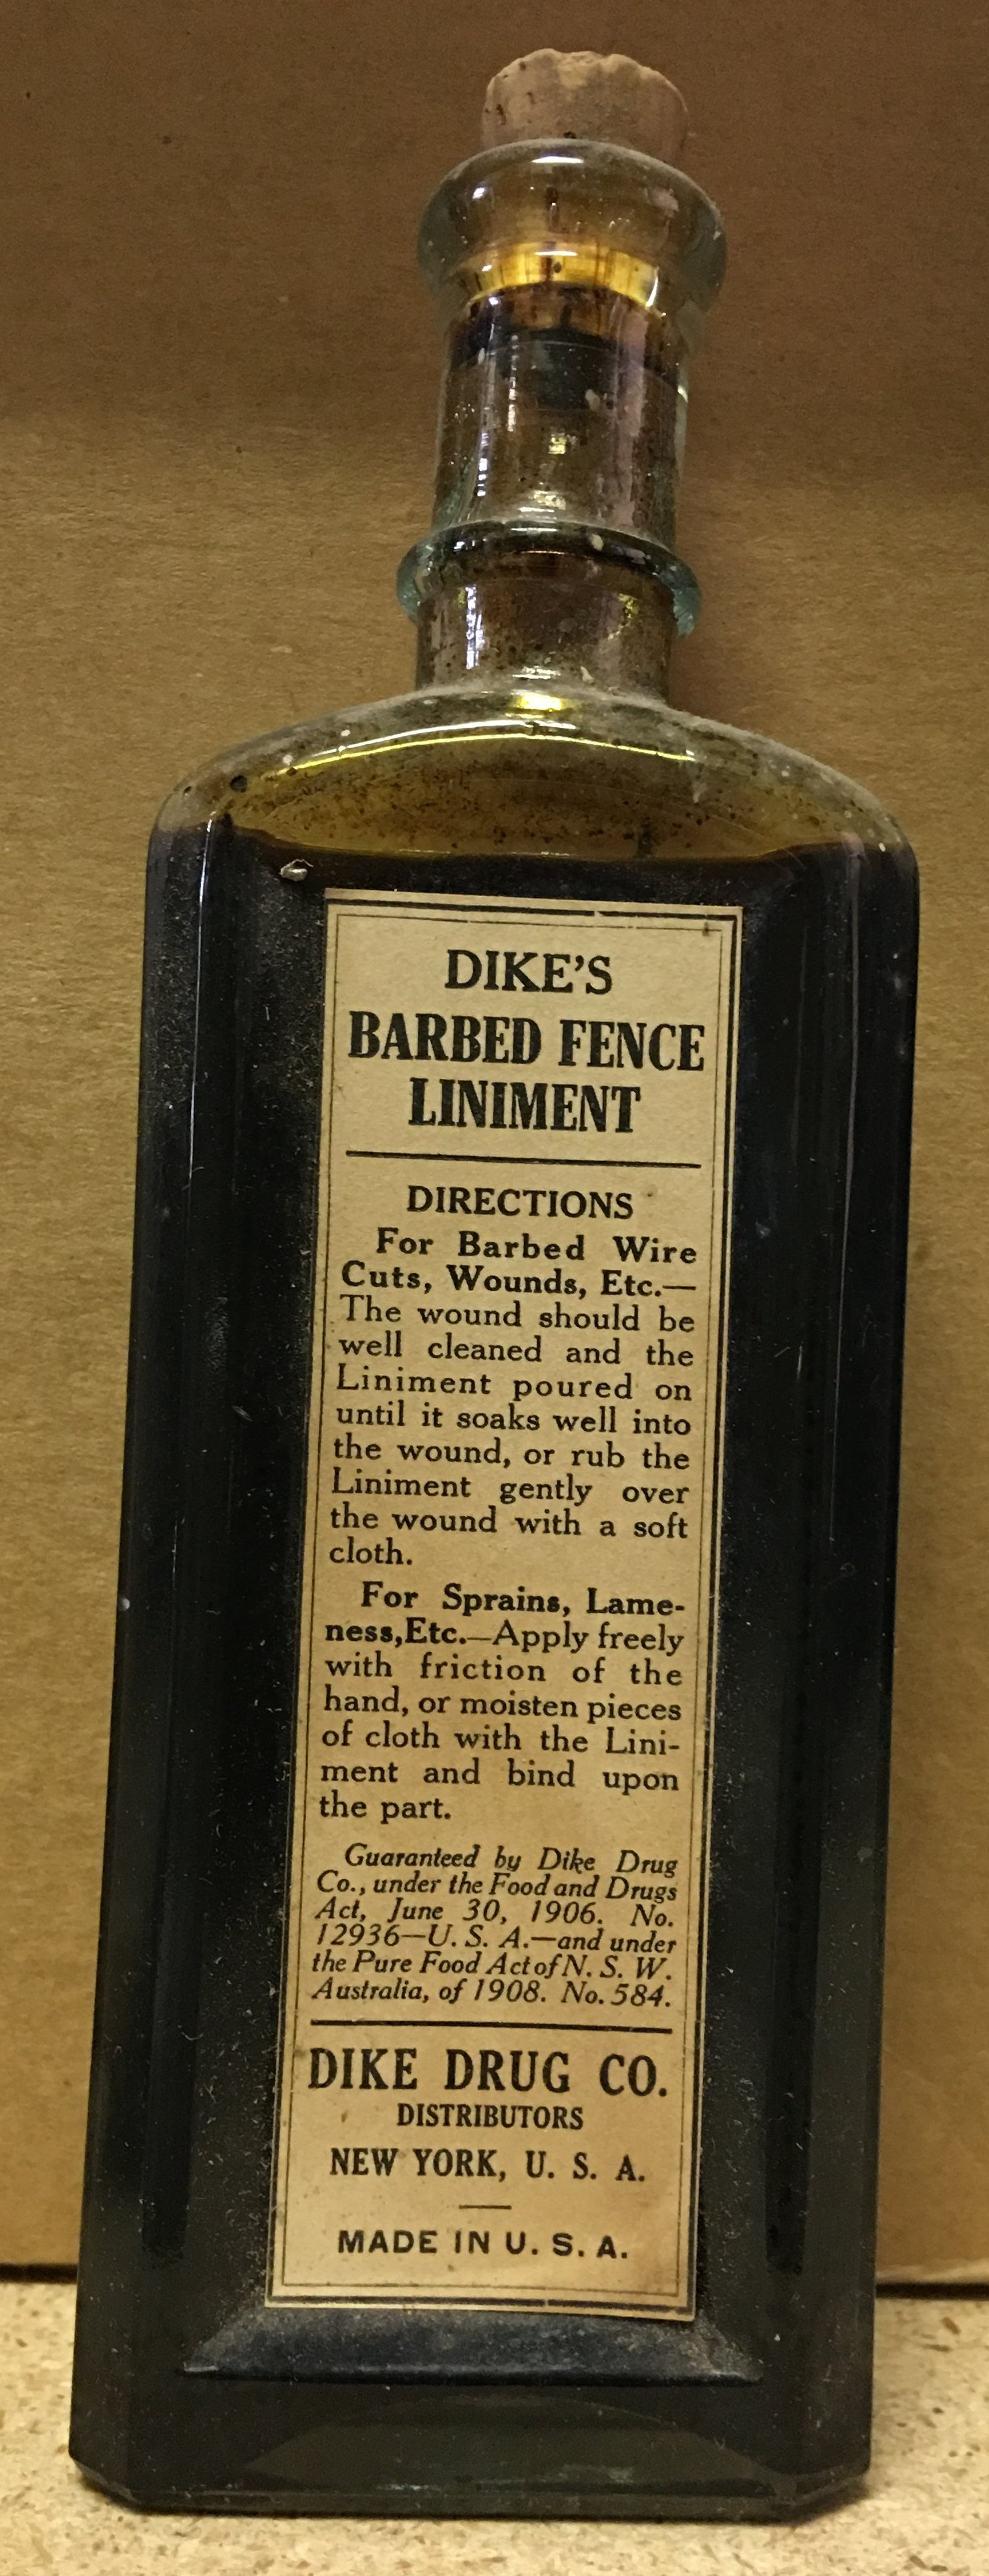 DIKE'S
BARBED FENCE
LINIMENT
DIRECTIONS
For Barbed Wire
Cuts, Wounds, Etc.—
The wound should be
well cleaned and the
Liniment poured on
until it soaks well into
the wound, or rub the
Liniment gently over
the wound with a soft
cloth.
For Sprains, Lame-
ness,Etc.—Apply freely
with friction of the
hand, or moisten pieces
of cloth with the Lini-
ment and bind upon
the part.
Guaranteed by Dike Drug
Co., under the Food and Drugs
Act, June 30, 1906. No.
12936—U. S. A.—and under
the Pure Food Act of N. S. W.
Australia, of 1908. No. 584.
DIKE DRUG CO.
DISTRIBUTORS
NEW YORK, U. S. A.
MADE IN U. S. A.